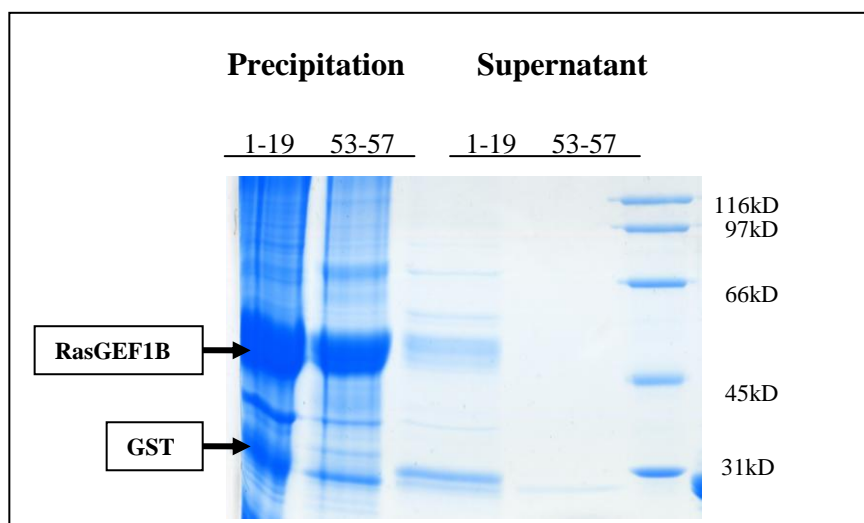 Precipitation Supernatant
1-19 53-57 1-19 53-57
116kD
97kD
66kD
RasGEF1B
45kD
GST
31kD